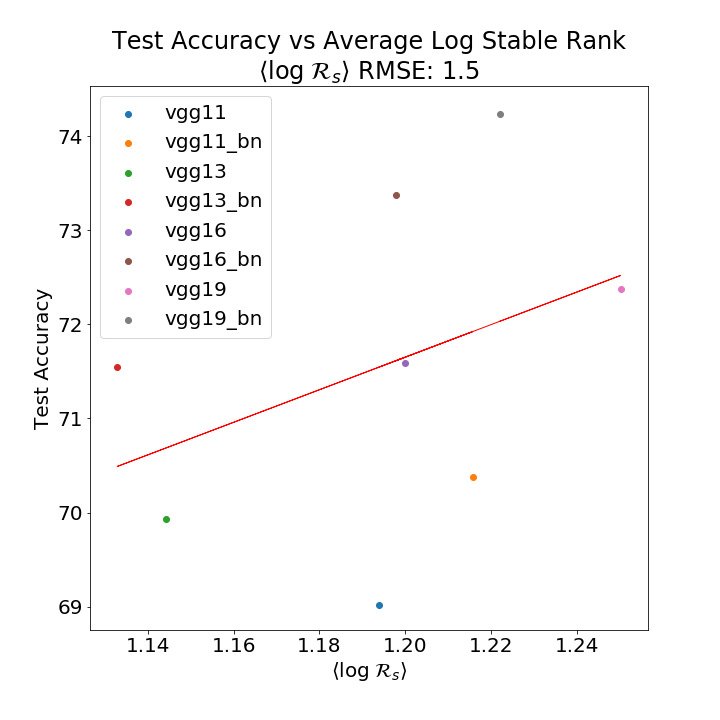 Test Accuracy vs Average Log Stable Rank
⟨log ℛₛ⟩ RMSE: 1.5
vgg11
vgg11_bn
vgg13
vgg13_bn
vgg16
vgg16_bn
vgg19
vgg19_bn
74
73
72
71
70
69
Test Accuracy
1.14 1.16 1.18 1.20 1.22 1.24
⟨log ℛₛ⟩